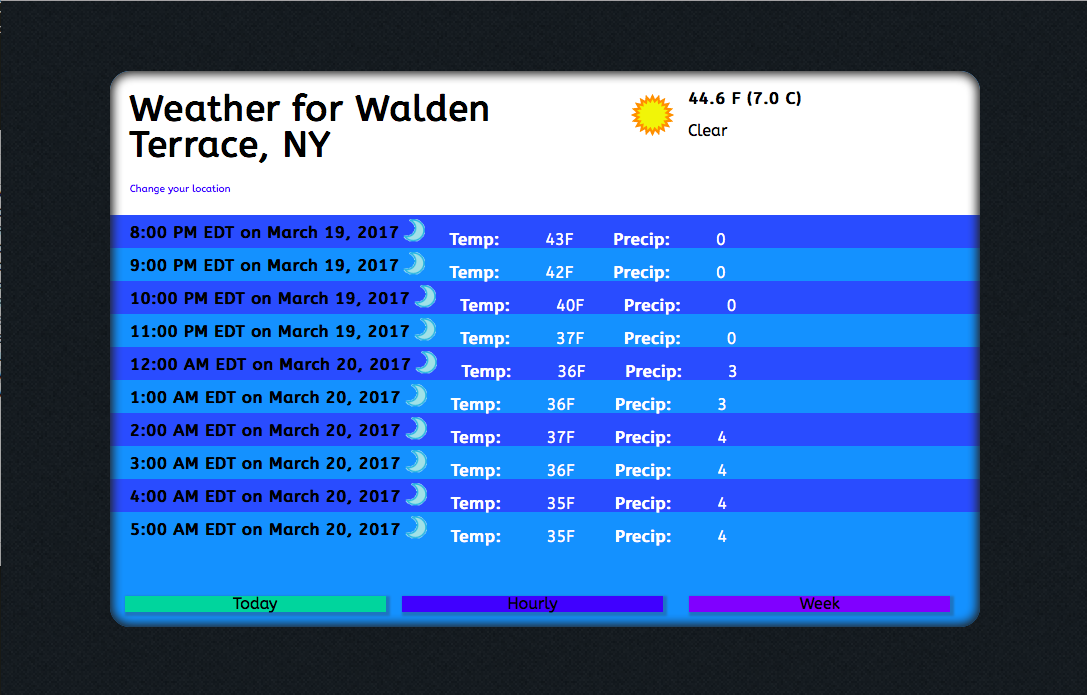 Weather for Walden
Terrace, NY
44.6 F (7.0 C)
Clear
Change your location
8:00 PM EDT on March 19, 2017 Temp: 43F Precip: 0
9:00 PM EDT on March 19, 2017 Temp: 42F Precip: 0
10:00 PM EDT on March 19, 2017 Temp: 40F Precip: 0
11:00 PM EDT on March 19, 2017 Temp: 37F Precip: 0
12:00 AM EDT on March 20, 2017 Temp: 36F Precip: 3
1:00 AM EDT on March 20, 2017 Temp: 36F Precip: 3
2:00 AM EDT on March 20, 2017 Temp: 37F Precip: 4
3:00 AM EDT on March 20, 2017 Temp: 36F Precip: 4
4:00 AM EDT on March 20, 2017 Temp: 35F Precip: 4
5:00 AM EDT on March 20, 2017 Temp: 35F Precip: 4
Today Hourly Week